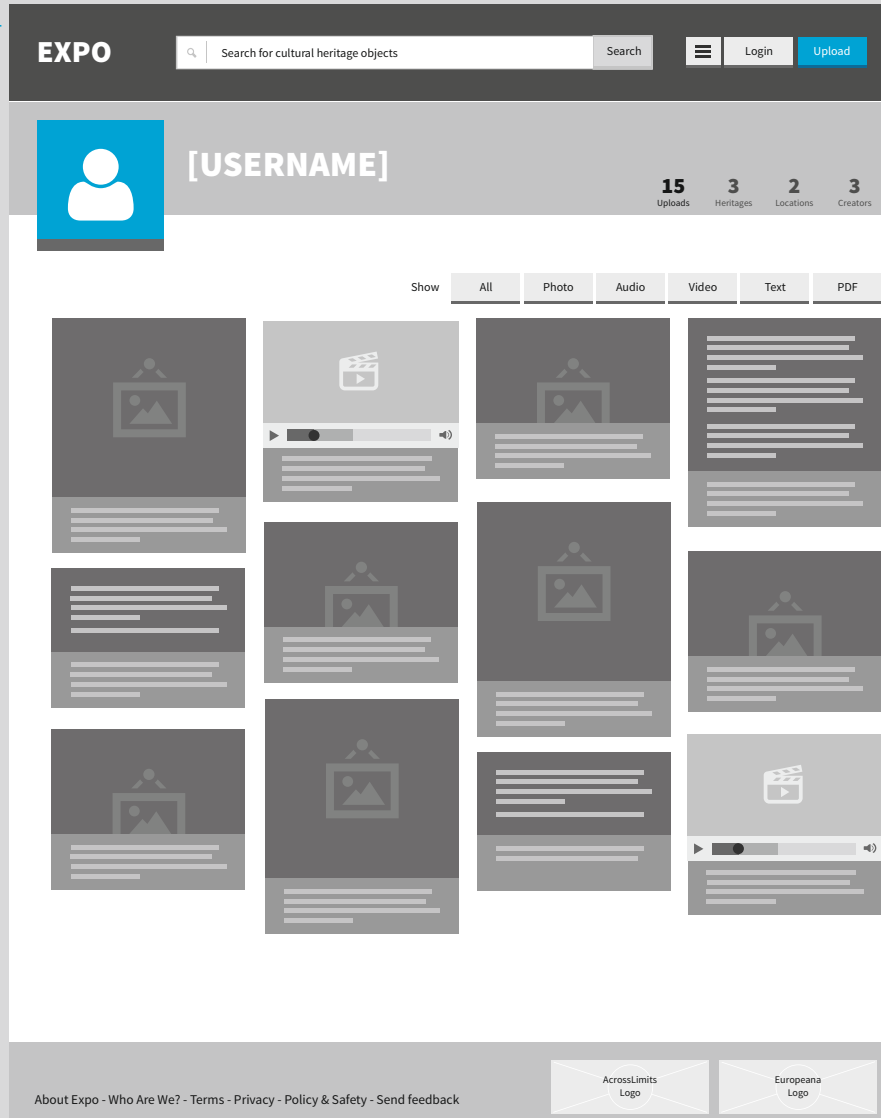 EXPO
Search for cultural heritage objects
Search
Login
Upload
[USERNAME]
15
Uploads
3
Heritages
2
Locations
3
Creators
Show
All
Photo
Audio
Video
Text
PDF
About Expo - Who Are We? - Terms - Privacy - Policy & Safety - Send feedback
AcrossLimits
Logo
Europeana
Logo